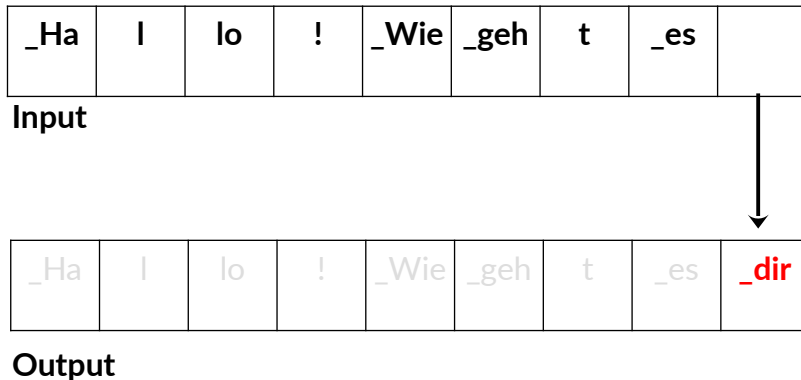 _Ha l lo ! _Wie _geh t _es
Input
_Ha l lo ! _Wie _geh t _es _dir
Output